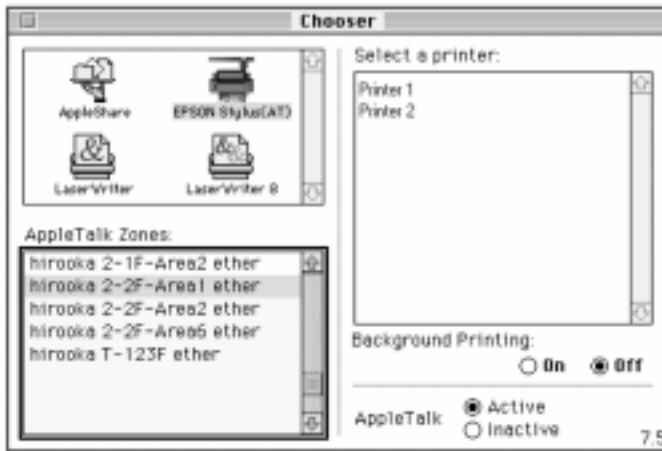 Chooser
AppleShare
EPSON Stylus(AT)
LaserWriter
LaserWriter 8
AppleTalk Zones:
hirooka 2-1F-Area2 ether
hirooka 2-2F-Area1 ether
hirooka 2-2F-Area2 ether
hirooka 2-2F-Area6 ether
hirooka T-123F ether
Select a printer:
Printer 1
Printer 2
Background Printing:
On Off
AppleTalk
Active
Inactive
7.5